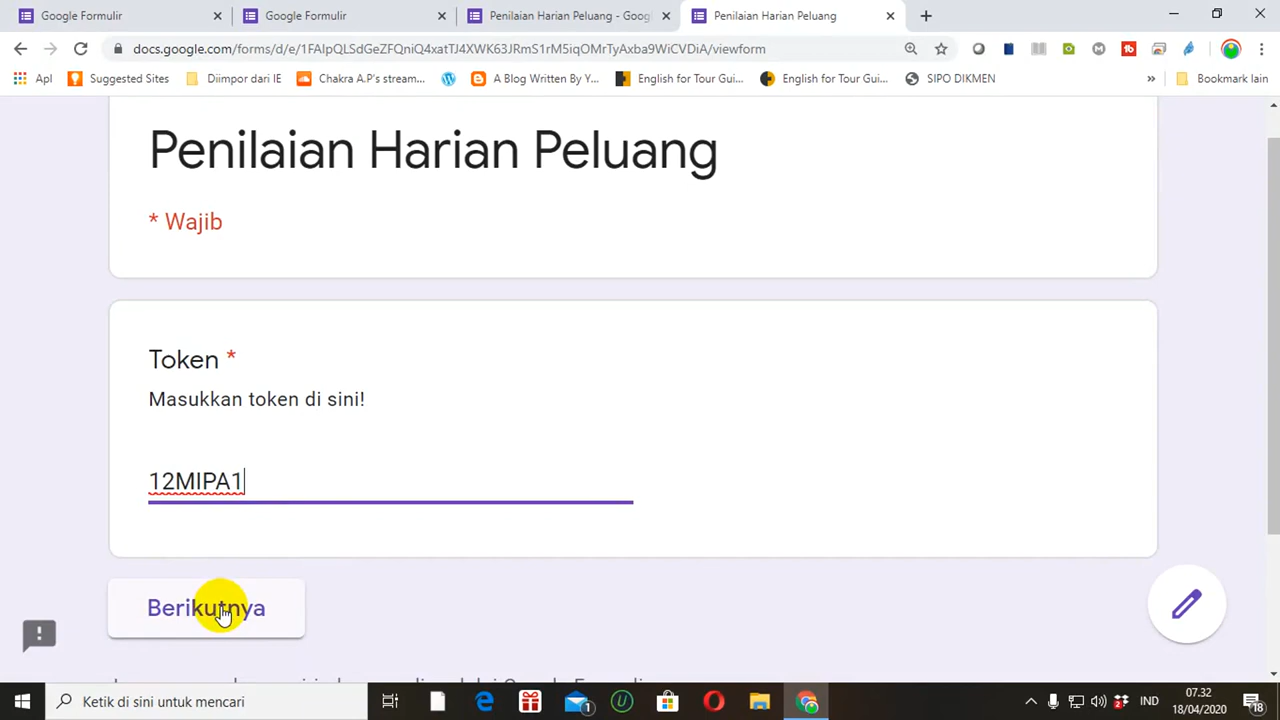 Google Formulir
Google Formulir
Penilaian Harian Peluang - Goog
Penilaian Harian Peluang
docs.google.com/forms/d/e/1FAIpQLSdGeZFQniQ4xatTJ4XWK63JRmS1rM5iqOMrTyAxba9WiCVDiA/viewform
Apl
Suggested Sites
Diimpor dari IE
Chakra A.P's stream...
A Blog Written By Y...
English for Tour Gui...
English for Tour Gui...
SIPO DIKMEN
»
Bookmark lain
Penilaian Harian Peluang
* Wajib
Token *
Masukkan token di sini!
12MIPA1
Berikutnya
Ketik di sini untuk mencari
1
2
IND
07.32
18/04/2020
18